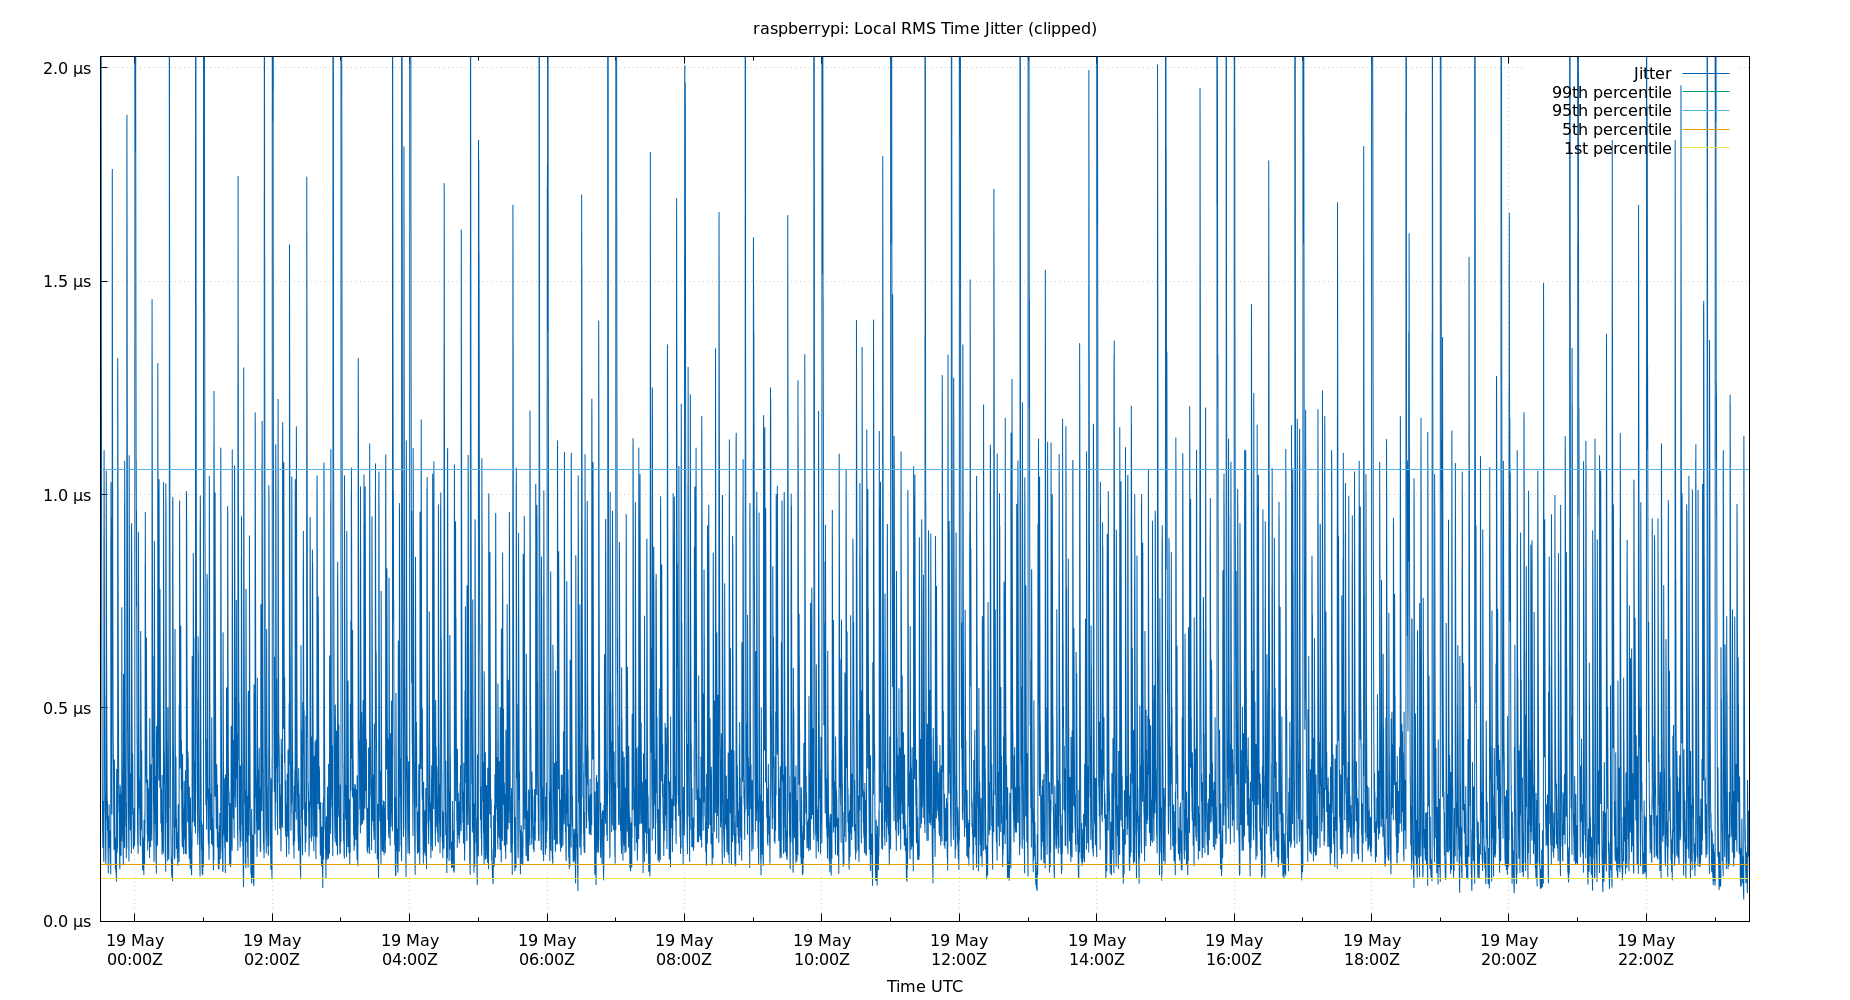 raspberrypi: Local RMS Time Jitter (clipped)
2.0 µs
1.5 µs
1.0 µs
0.5 µs
0.0 µs
Jitter
99th percentile
95th percentile
5th percentile
1st percentile
19 May 19 May 19 May 19 May 19 May 19 May 19 May 19 May 19 May 19 May 19 May 19 May
00:00Z 02:00Z 04:00Z 06:00Z 08:00Z 10:00Z 12:00Z 14:00Z 16:00Z 18:00Z 20:00Z 22:00Z
Time UTC